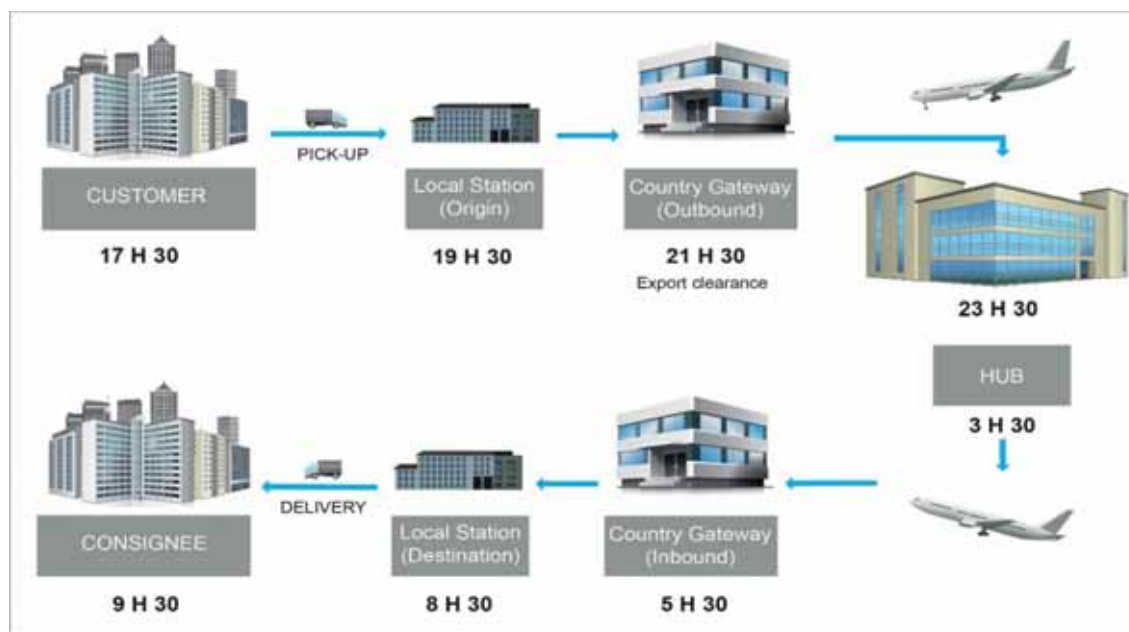 PICK-UP
CUSTOMER
Local Station
(Origin)
Country Gateway
(Outbound)
17 H 30
19 H 30
21 H 30
Export clearance
23 H 30
HUB
3 H 30
DELIVERY
CONSIGNEE
Local Station
(Destination)
Country Gateway
(Inbound)
9 H 30
8 H 30
5 H 30